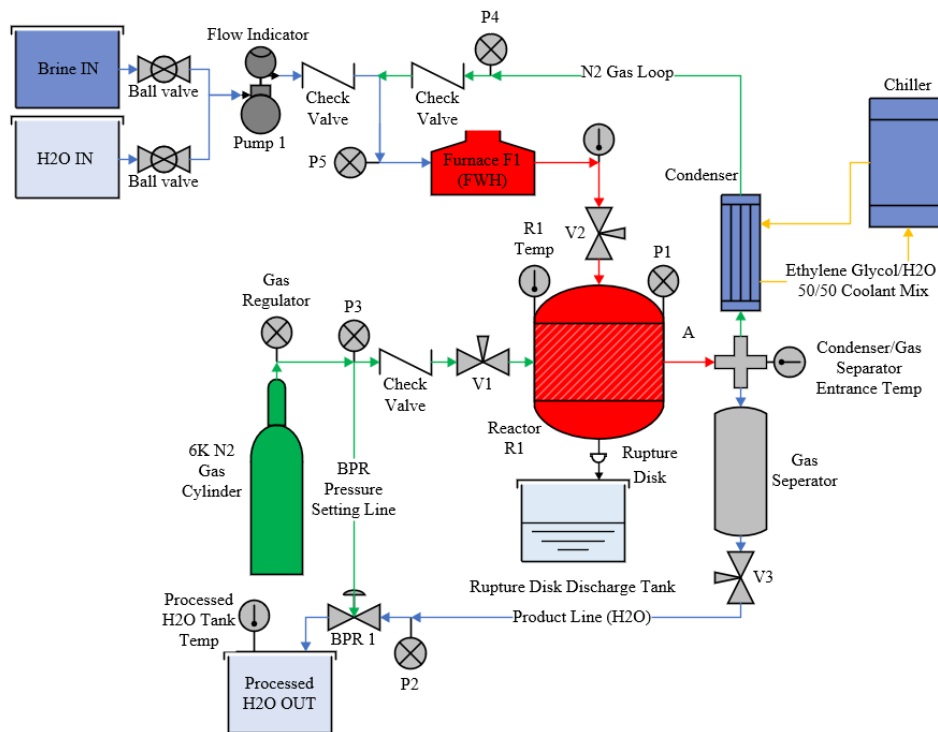 P4
Flow Indicator
Brine IN
Ball valve
Check
Valve
Check
Valve
N2 Gas Loop
Chiller
Pump 1
H2O IN
Ball valve
P5
Furnace F1
(FWH)
Condenser
V2
R1
Temp
P1
Ethylene Glycol/H2O
50/50 Coolant Mix
Gas
Regulator
P3
A
Check
Valve
V1
Condenser/Gas
Separator
Entrance Temp
Reactor
R1
Rupture
Disk
6K N2
Gas
Cylinder
BPR
Pressure
Setting Line
Gas
Seperator
V3
Rupture Disk Discharge Tank
Processed
H2O Tank
Temp
BPR 1
Product Line (H2O)
P2
Processed
H2O OUT